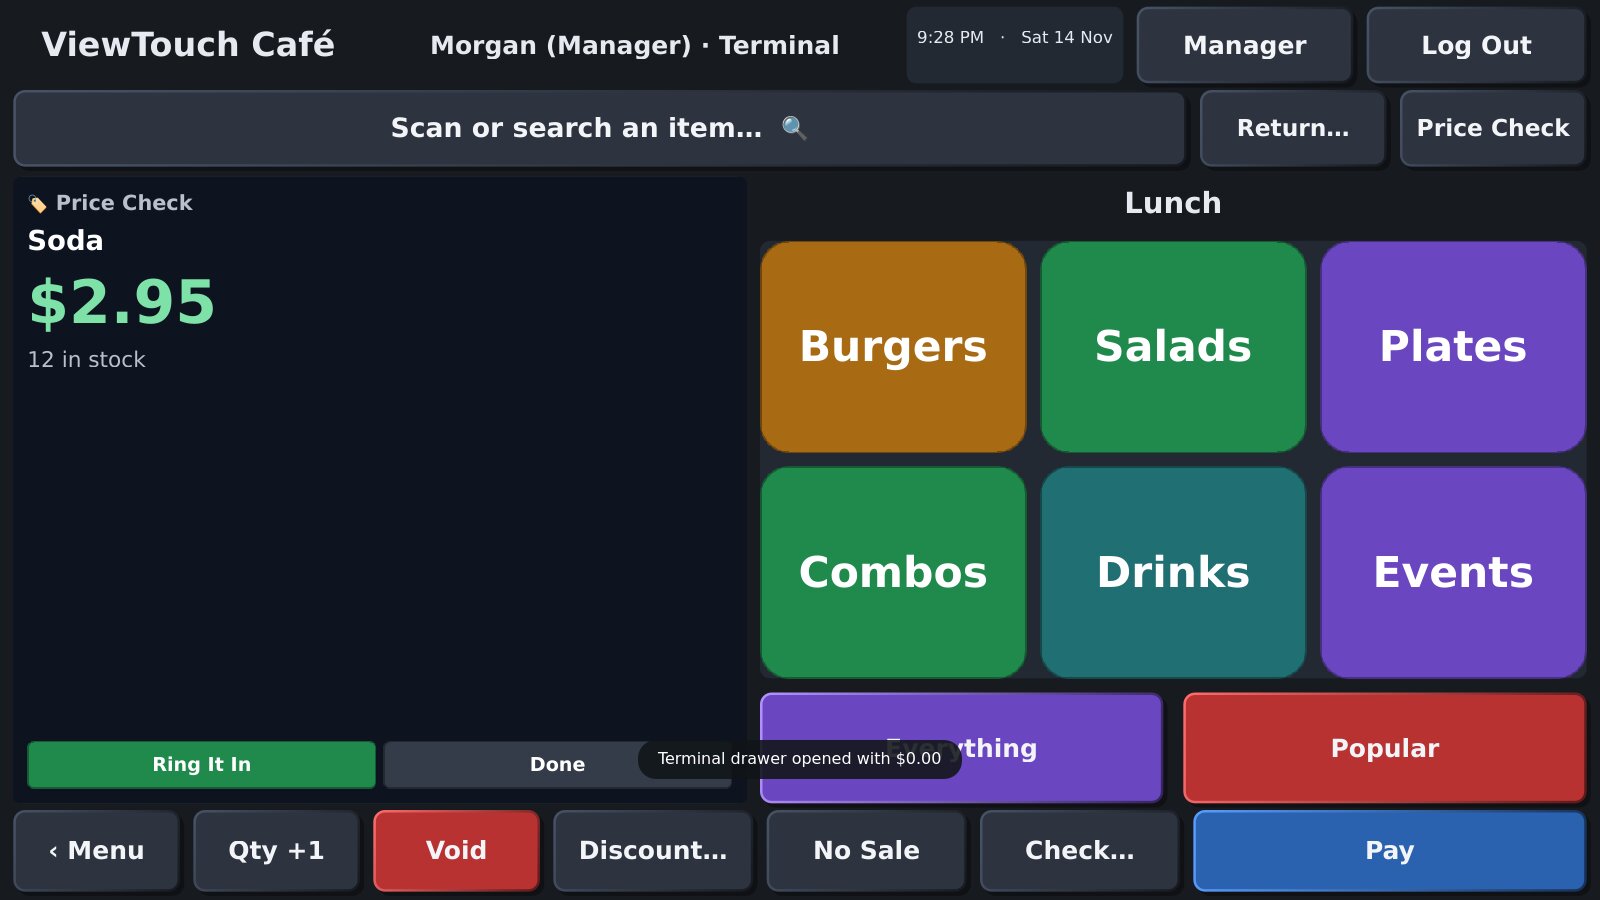 ViewTouch Café
Morgan (Manager) · Terminal
9:28 PM · Sat 14 Nov
Manager
Log Out
Scan or search an item…
Return…
Price Check
Price Check
Soda
$2.95
12 in stock
Ring It In
Done
Lunch
Burgers
Salads
Plates
Combos
Drinks
Events
Everything
Popular
Terminal drawer opened with $0.00
‹ Menu
Qty +1
Void
Discount…
No Sale
Check…
Pay